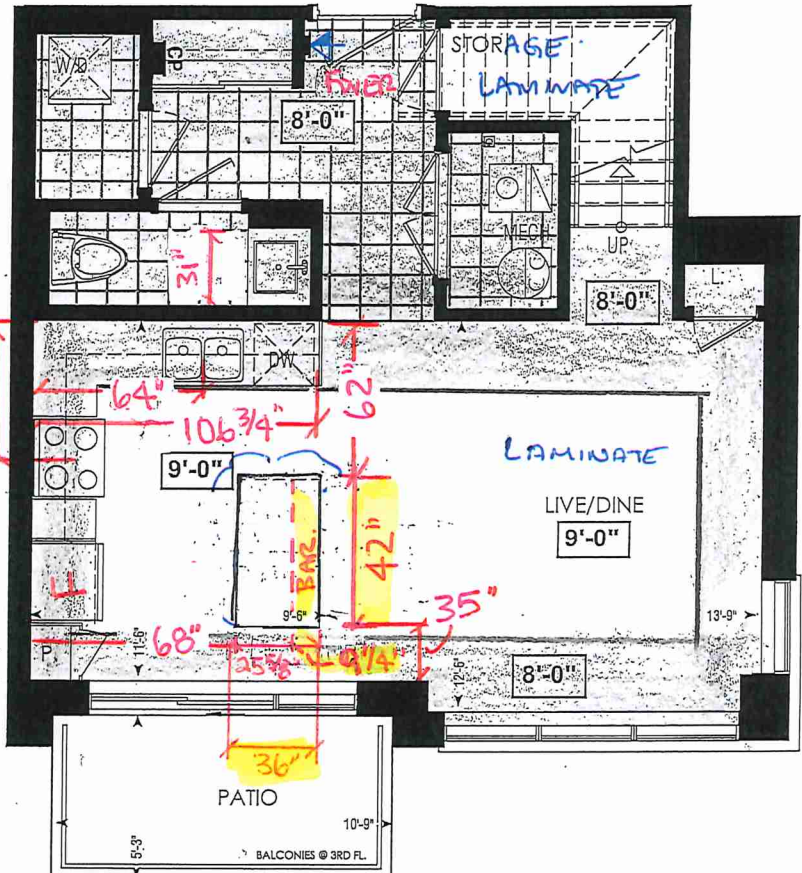 W/D
CP
STORAGE
LAMINATE
FOYER
8'-0"
31"
MECH
UP
L.
8'-0"
DW
64"
106 3/4"
62"
9'-0"
LAMINATE
LIVE/DINE
9'-0"
BAR.
42"
F
9'-6"
35"
13'-9"
P.
11'-6"
68"
25 5/8"
9 1/4"
12'-6"
8'-0"
36"
PATIO
10'-9"
5'-3"
BALCONIES @ 3RD FL.